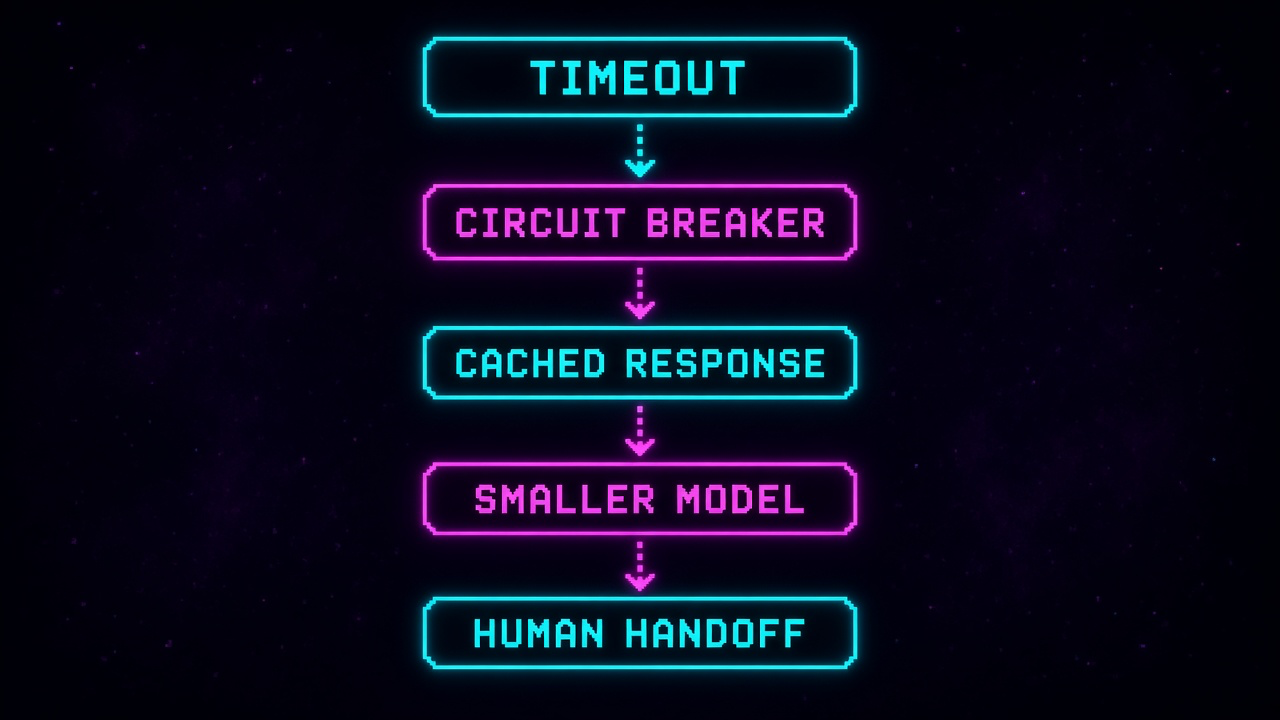 TIMEOUT
CIRCUIT BREAKER
CACHED RESPONSE
SMALLER MODEL
HUMAN HANDOFF